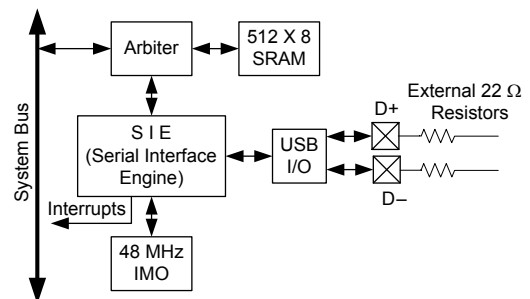 System Bus
Arbiter
512 X 8
SRAM
S I E
(Serial Interface
Engine)
Interrupts
48 MHz
IMO
USB
I/O
D+
D−
External 22 Ω
Resistors